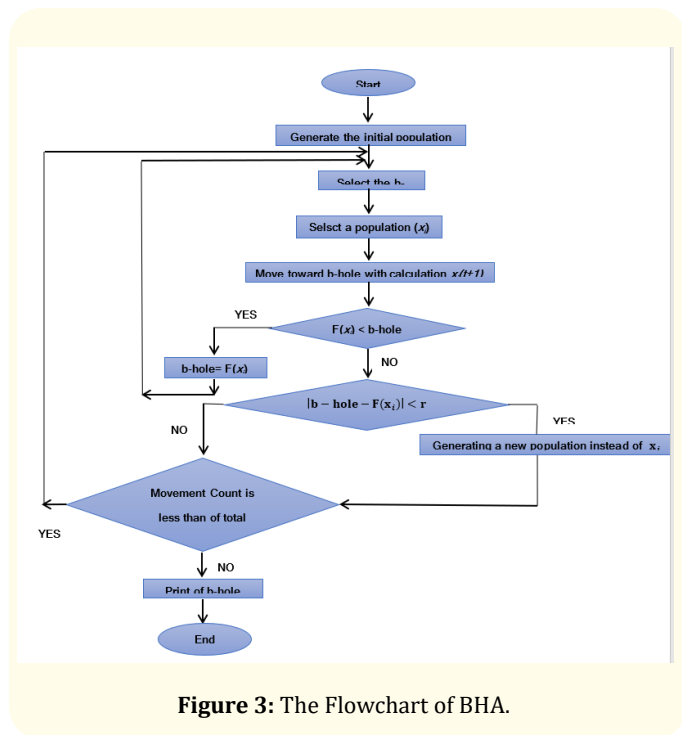 Start
Generate the initial population
Select the b-
Selsct a population (x)
Move toward b-hole with calculation x(t+1)
YES
F(x) < b-hole
b-hole= F(x)
NO
|b − hole − F(xᵢ)| < r
NO
YES
Generating a new population instead of xᵢ
Movement Count is
less than of total
YES
NO
Print of b-hole
End
Figure 3: The Flowchart of BHA.